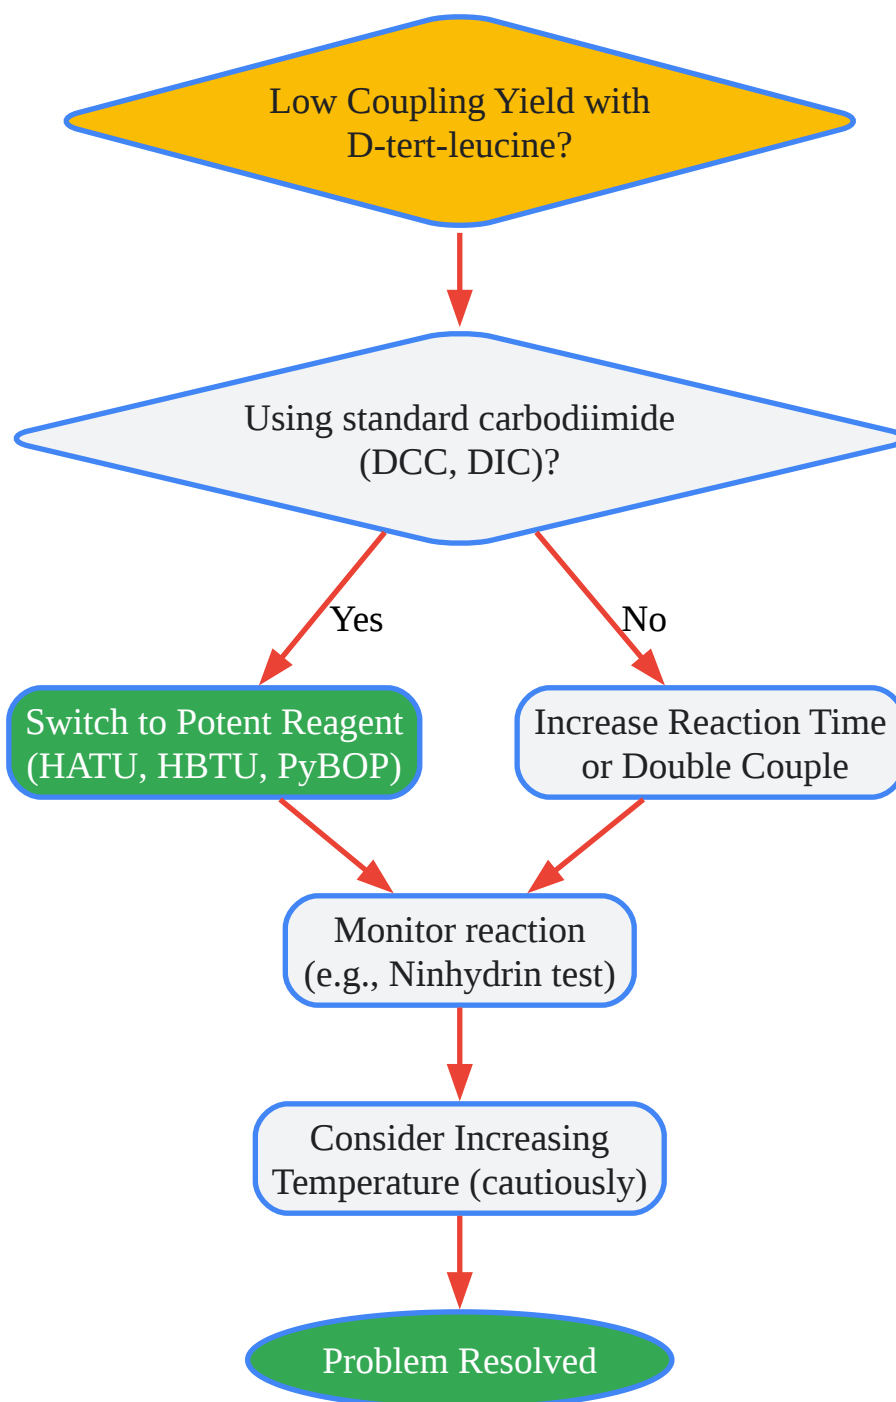 Low Coupling Yield with
D-tert-leucine?
Using standard carbodiimide
(DCC, DIC)?
Yes
No
Switch to Potent Reagent
(HATU, HBTU, PyBOP)
Increase Reaction Time
or Double Couple
Monitor reaction
(e.g., Ninhydrin test)
Consider Increasing
Temperature (cautiously)
Problem Resolved